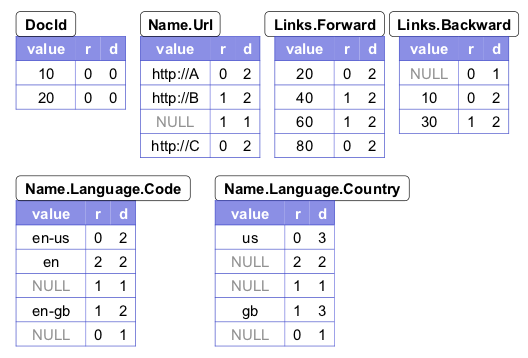 DocId
value r d
10 0 0
20 0 0
Name.Url
value r d
http://A 0 2
http://B 1 2
NULL 1 1
http://C 0 2
Links.Forward
value r d
20 0 2
40 1 2
60 1 2
80 0 2
Links.Backward
value r d
NULL 0 1
10 0 2
30 1 2
Name.Language.Code
value r d
en-us 0 2
en 2 2
NULL 1 1
en-gb 1 2
NULL 0 1
Name.Language.Country
value r d
us 0 3
NULL 2 2
NULL 1 1
gb 1 3
NULL 0 1